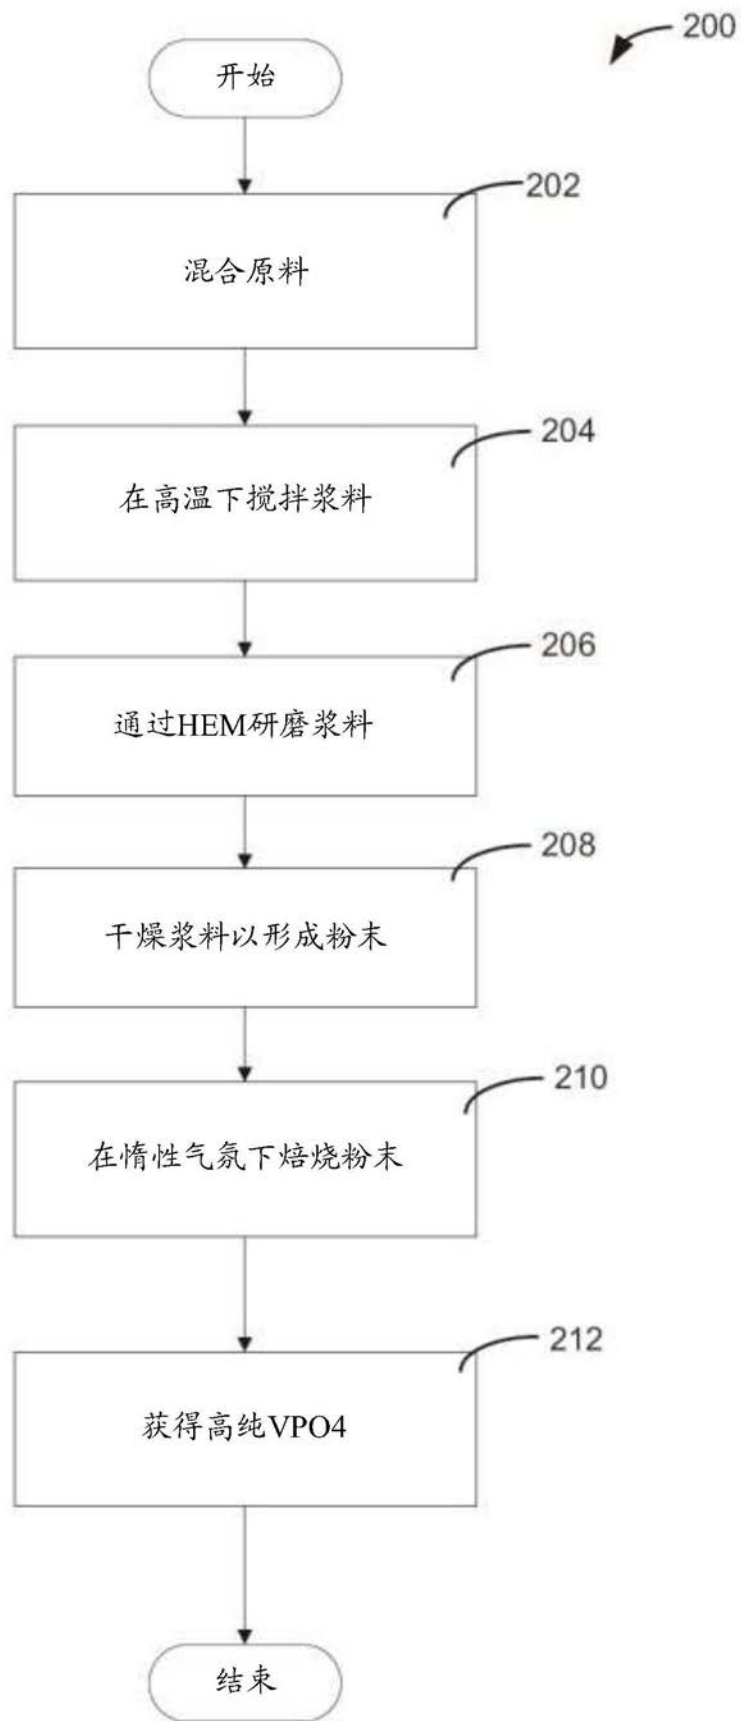 200
开始
202
混合原料
204
在高温下搅拌浆料
206
通过HEM研磨浆料
208
干燥浆料以形成粉末
210
在惰性气氛下焙烧粉末
212
获得高纯VPO4
结束